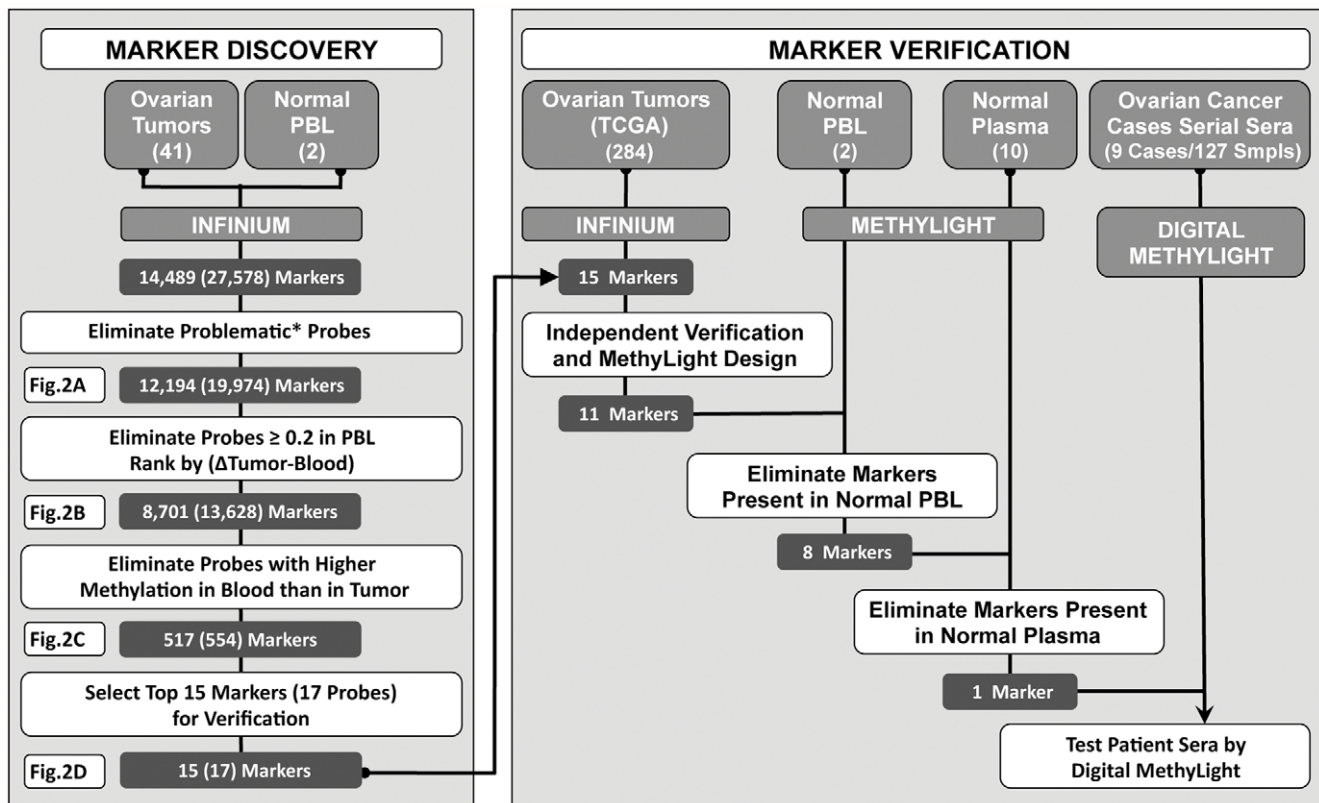 MARKER DISCOVERY
Ovarian
Tumors
(41)
Normal
PBL
(2)
INFINIUM
14,489 (27,578) Markers
Eliminate Problematic* Probes
Fig.2A
12,194 (19,974) Markers
Eliminate Probes ≥ 0.2 in PBL
Rank by (ΔTumor-Blood)
Fig.2B
8,701 (13,628) Markers
Eliminate Probes with Higher
Methylation in Blood than in Tumor
Fig.2C
517 (554) Markers
Select Top 15 Markers (17 Probes)
for Verification
Fig.2D
15 (17) Markers
MARKER VERIFICATION
Ovarian Tumors
(TCGA)
(284)
Normal
PBL
(2)
Normal
Plasma
(10)
Ovarian Cancer
Cases Serial Sera
(9 Cases/127 Smpls)
INFINIUM
METHYLIGHT
DIGITAL
METHYLIGHT
15 Markers
Independent Verification
and MethyLight Design
11 Markers
Eliminate Markers
Present in Normal PBL
8 Markers
Eliminate Markers Present
in Normal Plasma
1 Marker
Test Patient Sera by
Digital MethyLight